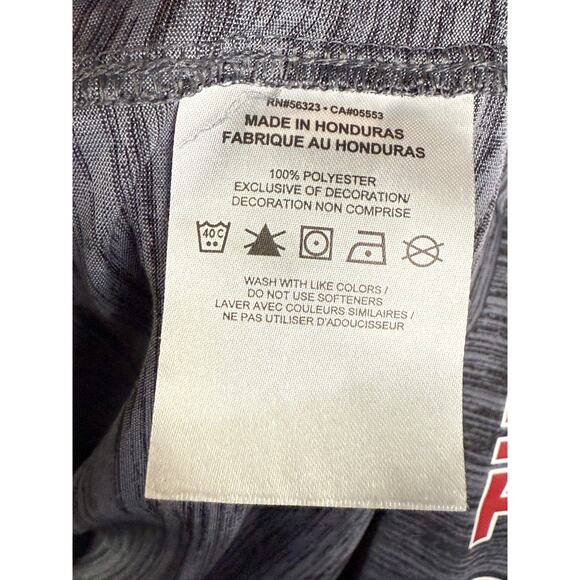 RN#56323 • CA#05553
MADE IN HONDURAS
FABRIQUE AU HONDURAS
100% POLYESTER
EXCLUSIVE OF DECORATION/
DECORATION NON COMPRISE
40C
WASH WITH LIKE COLORS /
DO NOT USE SOFTENERS
LAVER AVEC COULEURS SIMILAIRES /
NE PAS UTILISER D'ADOUCISSEUR